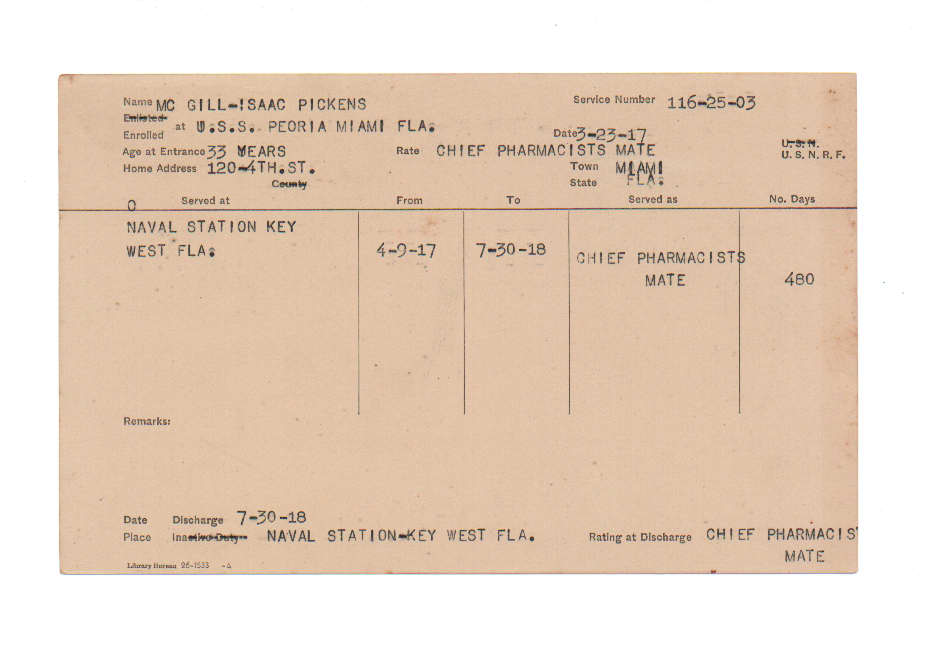 Name MC GILL-ISAAC PICKENS Service Number 116-25-03
Enlisted
Enrolled at U.S.S. PEORIA MIAMI FLA. Date 3-23-17
Age at Entrance 33 YEARS Rate CHIEF PHARMACISTS MATE U.S.N.
U. S. N. R. F.
Home Address 120-4TH.ST. Town MIAMI
County State FLA.
0 Served at From To Served as No. Days
NAVAL STATION KEY
WEST FLA. 4-9-17 7-30-18 CHIEF PHARMACISTS
MATE 480
Remarks:
Date Discharge 7-30-18
Place Inactive Duty NAVAL STATION-KEY WEST FLA. Rating at Discharge CHIEF PHARMACIS
MATE
Library Bureau 26-1533 -A